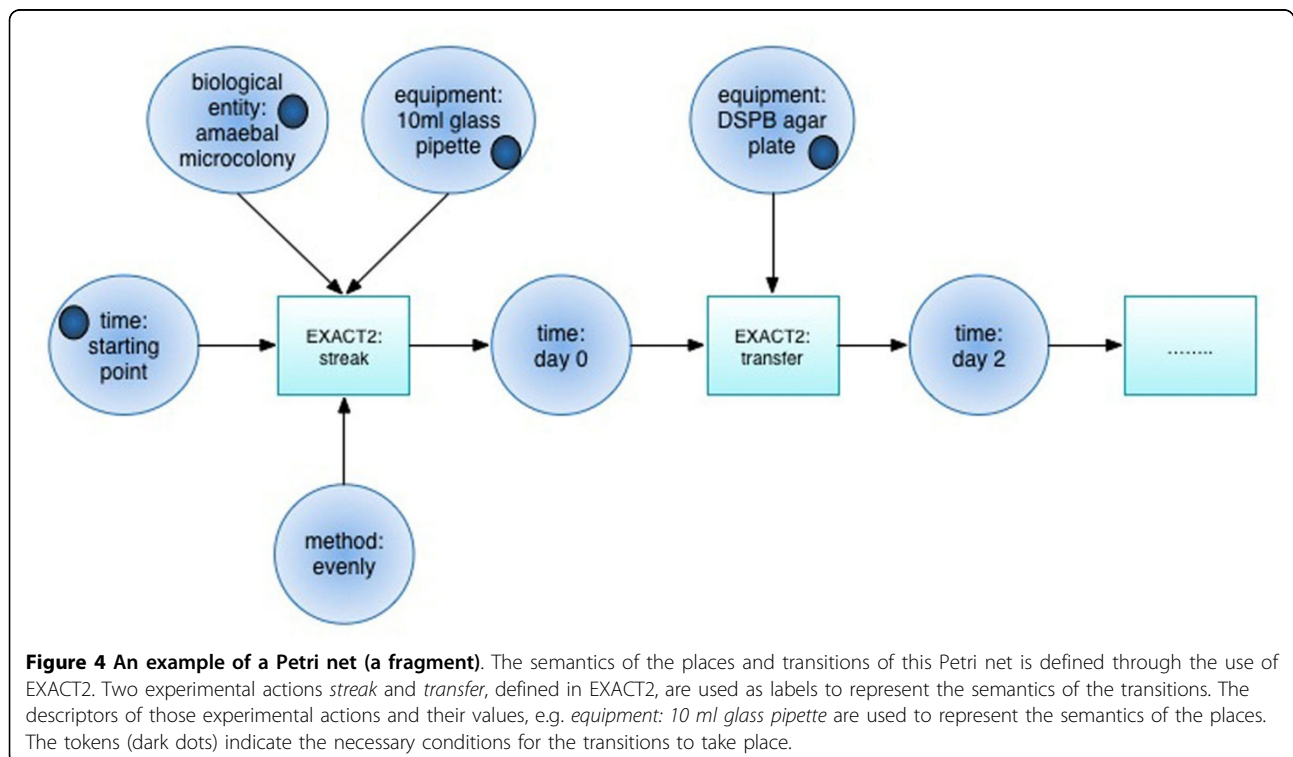 biological
entity:
amaebal
microcolony
equipment:
10ml glass
pipette
equipment:
DSPB agar
plate
time:
starting
point
EXACT2:
streak
time:
day 0
EXACT2:
transfer
time:
day 2
........
method:
evenly
Figure 4 An example of a Petri net (a fragment). The semantics of the places and transitions of this Petri net is defined through the use of
EXACT2. Two experimental actions streak and transfer, defined in EXACT2, are used as labels to represent the semantics of the transitions. The
descriptors of those experimental actions and their values, e.g. equipment: 10 ml glass pipette are used to represent the semantics of the places.
The tokens (dark dots) indicate the necessary conditions for the transitions to take place.